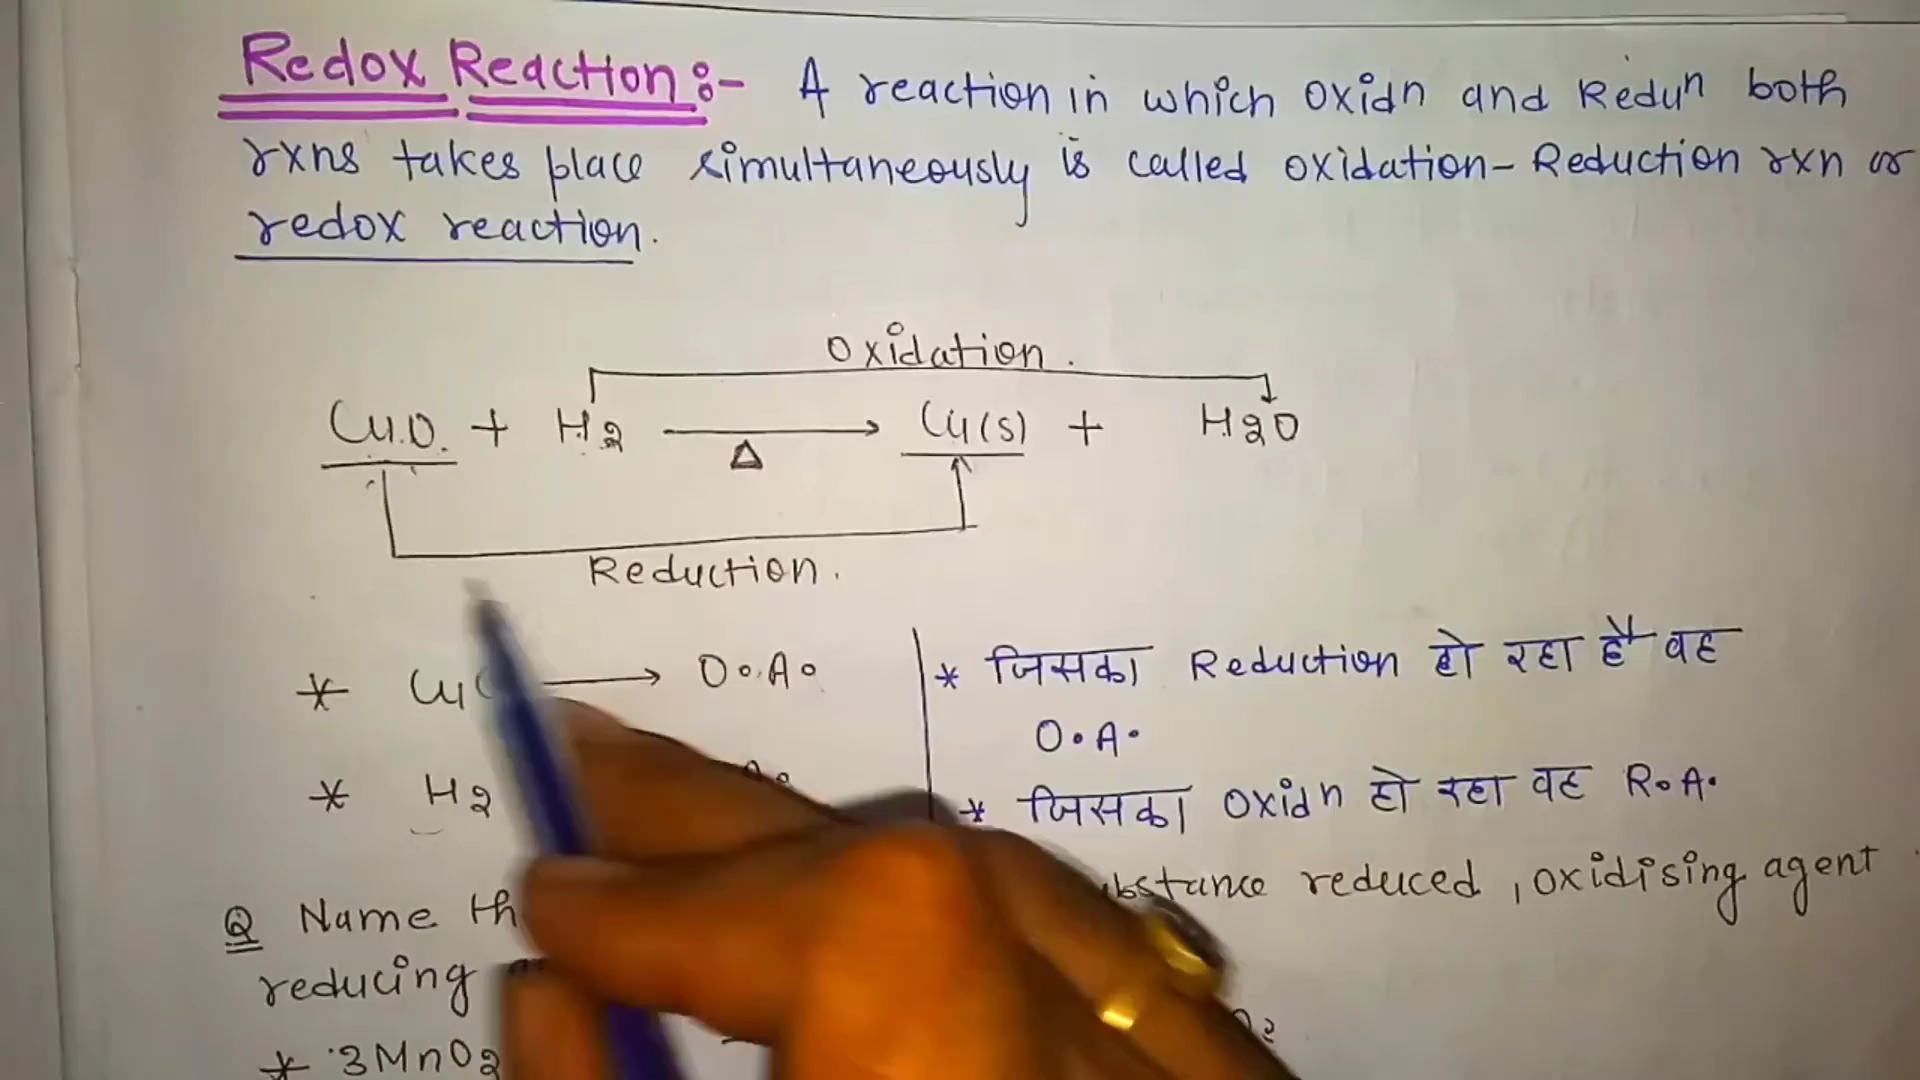 Redox Reaction :- A reaction in which oxidn and Redun both
rxns takes place simultaneously is called oxidation-Reduction rxn or
redox reaction.
Oxidation.
CuO + H2 → Cu(s) + H2O
Δ
Reduction.
* → O.A.
* H2
* जिसका Reduction हो रहा है वह
O.A.
* जिसका Oxidn हो रहा वह R.A.
Q Name reduced, oxidising agent
reducing
* 3MnO2